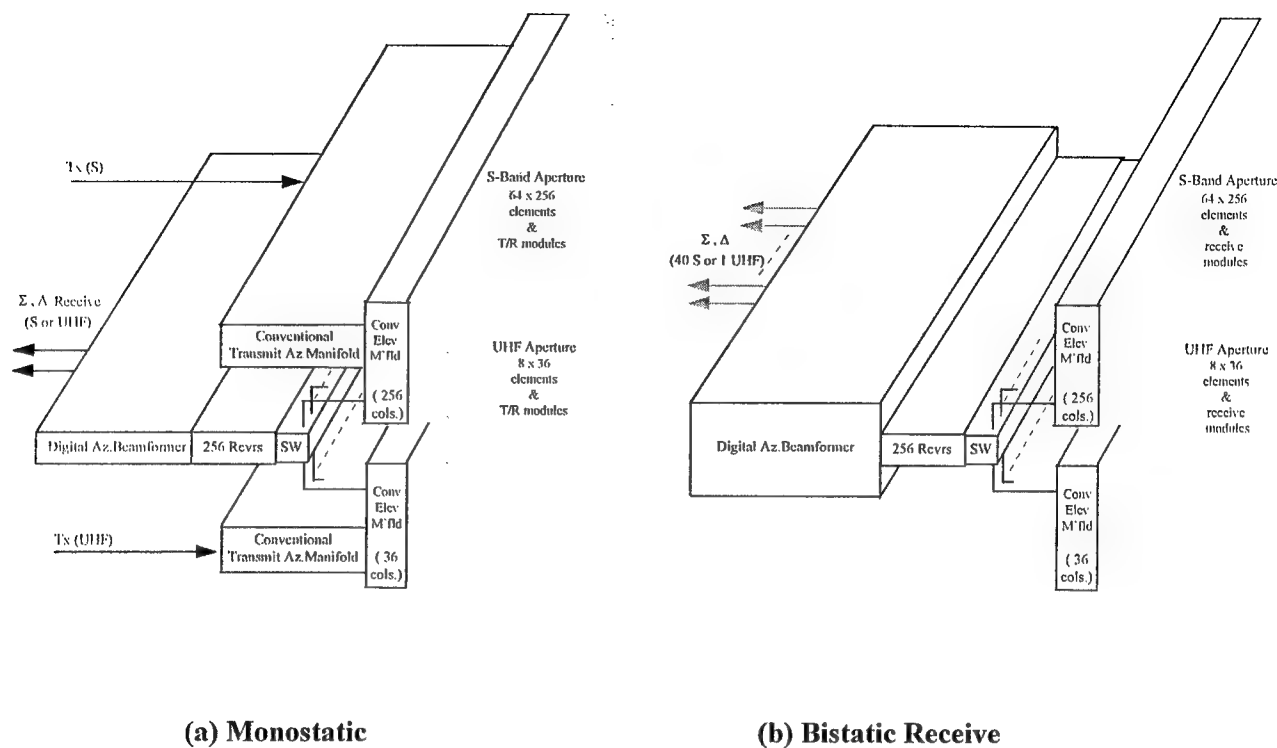 Tx (S)
S-Band Aperture
64 x 256
elements
&
T/R modules
Σ , Δ Receive
(S or UHF)
Conventional
Transmit Az.Manifold
Conv
Elev
M'fld
( 256
cols.)
UHF Aperture
8 x 36
elements
&
T/R modules
Digital Az.Beamformer
256 Rcvrs
SW
Conv
Elev
M'fld
( 36
cols.)
Tx (UHF)
Conventional
Transmit Az.Manifold
(a) Monostatic
S-Band Aperture
64 x 256
elements
&
receive
modules
Σ , Δ
(40 S or 1 UHF)
Conv
Elev
M'fld
( 256
cols.)
UHF Aperture
8 x 36
elements
&
receive
modules
Digital Az.Beamformer
256 Rcvrs
SW
Conv
Elev
M'fld
( 36
cols.)
(b) Bistatic Receive